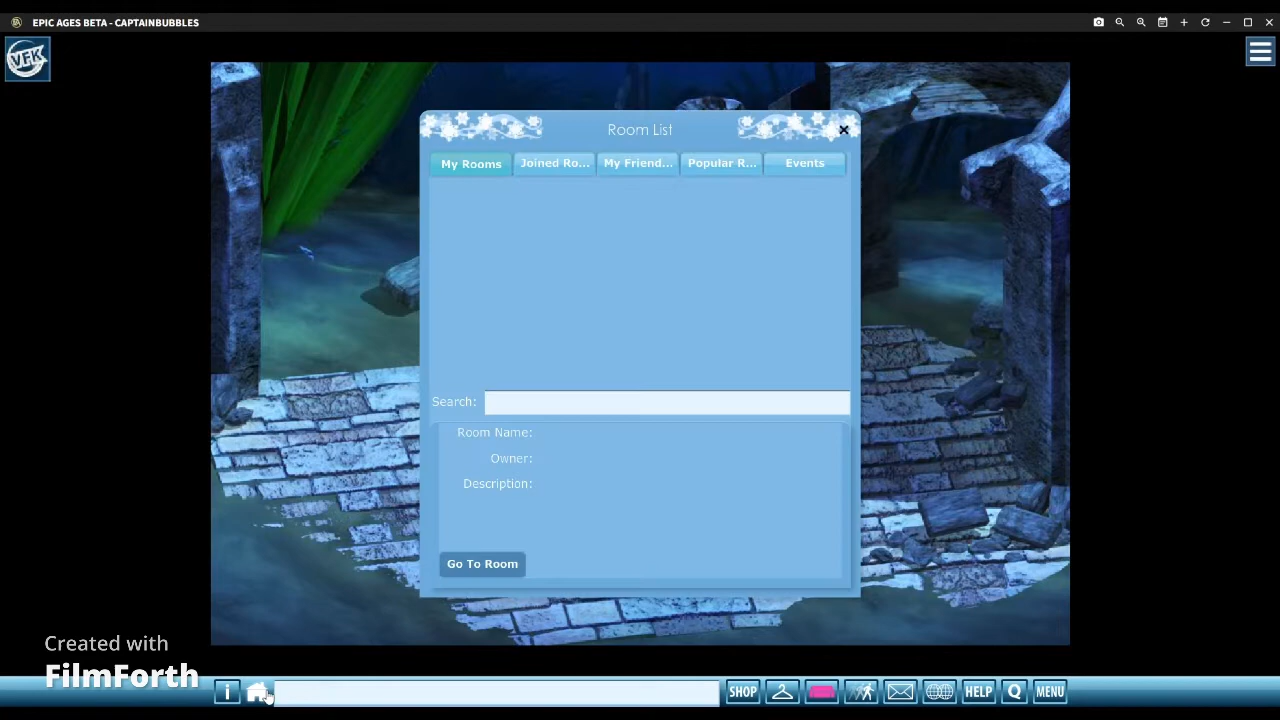 EPIC AGES BETA - CAPTAINBUBBLES
VFK
Room List
My Rooms
Joined Ro...
My Friend...
Popular R...
Events
Search:
Room Name:
Owner:
Description:
Go To Room
Created with
FilmForth
i
SHOP
HELP
Q
MENU